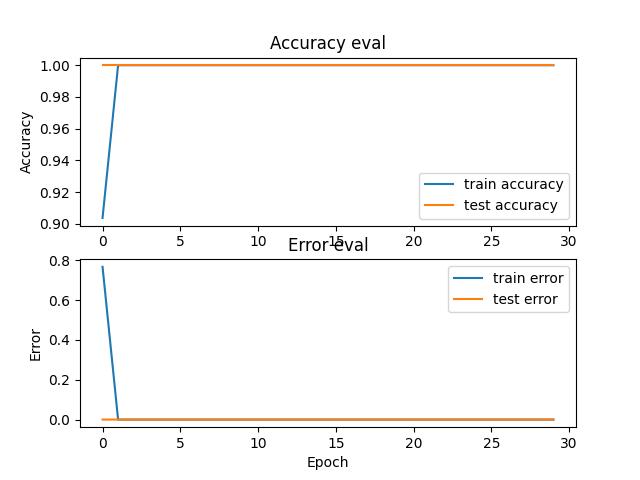 Accuracy eval
1.00
0.98
0.96
0.94
0.92
0.90
Accuracy
train accuracy
test accuracy
0 5 10 15 20 25 30
Error eval
0.8
0.6
0.4
0.2
0.0
Error
train error
test error
0 5 10 15 20 25 30
Epoch